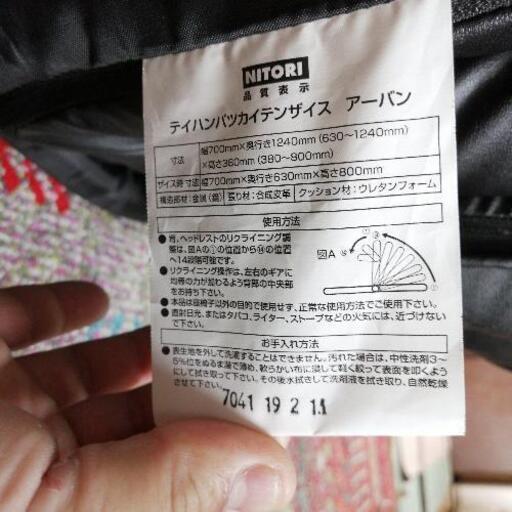 NITORI
品質表示
テイハンパツカイテンザイス アーバン
寸法 幅700mm×奥行き1240mm(630~1240mm)
×高さ360mm(380~800mm)
ザイス時寸法 幅700mm×奥行き630mm×高さ800mm
構造部材:金属(鋼) 張り材:合成皮革 クッション材:ウレタンフォーム
使用方法
●背、ヘッドレストのリクライニング調
整は、図Aの①の位置から⑭の位置
へ14段階可能です。
図A
●リクライニング操作は、左右のギアに
均等の力が加わるよう背部の中央部
をお持ち下さい。
●本品は座椅子以外の目的で使用せず、正常な使用方法でご使用下さい。
●直射日光、またはタバコ、ライター、ストーブなどの火気には、近づけない
で下さい。
お手入れ方法
●表生地を外して洗濯することはできません。汚れた場合は、中性洗剤3~
5%位をぬるま湯で薄め、軟らかい布に浸して軽く絞って表面を叩くよう
にして拭き取って下さい。その後水拭きして洗剤液を拭き取り、自然乾燥
させて下さい。
7041 19 2 11